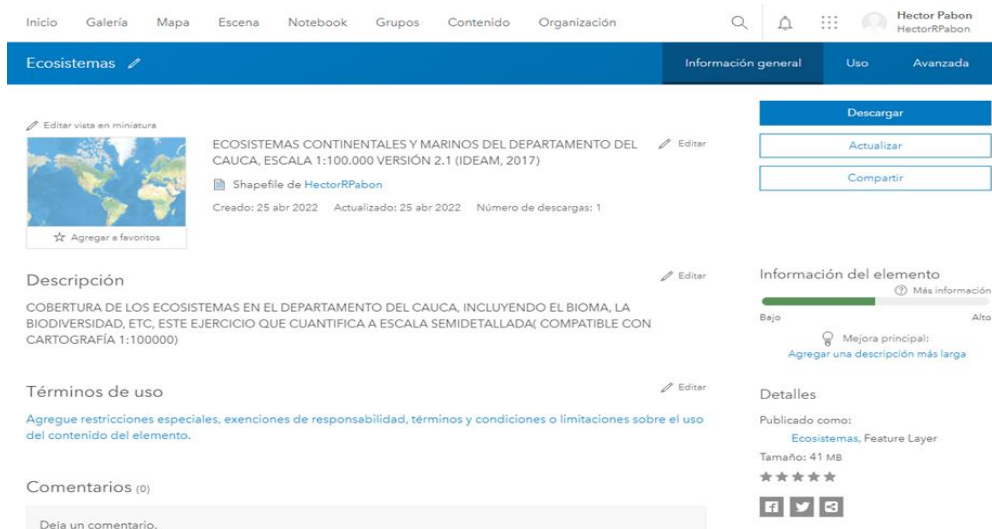 Inicio Galería Mapa Escena Notebook Grupos Contenido Organización
Hector Pabon
HectorRPabon
Ecosistemas
Información general Uso Avanzada
Editar vista en miniatura
Agregar a favoritos
ECOSISTEMAS CONTINENTALES Y MARINOS DEL DEPARTAMENTO DEL
CAUCA, ESCALA 1:100.000 VERSIÓN 2.1 (IDEAM, 2017)
Editar
Shapefile de HectorRPabon
Creado: 25 abr 2022 Actualizado: 25 abr 2022 Número de descargas: 1
Descargar
Actualizar
Compartir
Descripción
Editar
COBERTURA DE LOS ECOSISTEMAS EN EL DEPARTAMENTO DEL CAUCA, INCLUYENDO EL BIOMA, LA
BIODIVERSIDAD, ETC, ESTE EJERCICIO QUE CUANTIFICA A ESCALA SEMIDETALLADA( COMPATIBLE CON
CARTOGRAFÍA 1:100000)
Términos de uso
Editar
Agregue restricciones especiales, exenciones de responsabilidad, términos y condiciones o limitaciones sobre el uso
del contenido del elemento.
Comentarios (0)
Deja un comentario.
Información del elemento
Más información
Bajo Alto
Mejora principal:
Agregar una descripción más larga
Detalles
Publicado como:
Ecosistemas, Feature Layer
Tamaño: 41 MB